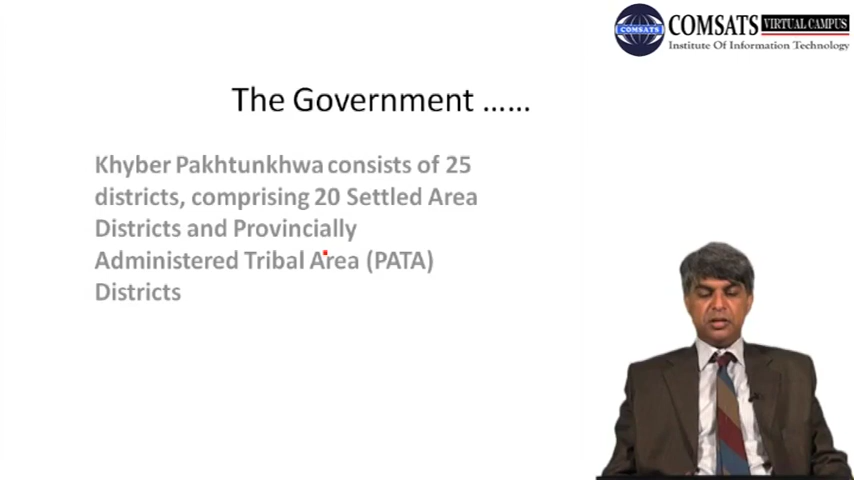 COMSATS VIRTUAL CAMPUS
COMSATS
Institute Of Information Technology
The Government ......
Khyber Pakhtunkhwa consists of 25
districts, comprising 20 Settled Area
Districts and Provincially
Administered Tribal Area (PATA)
Districts